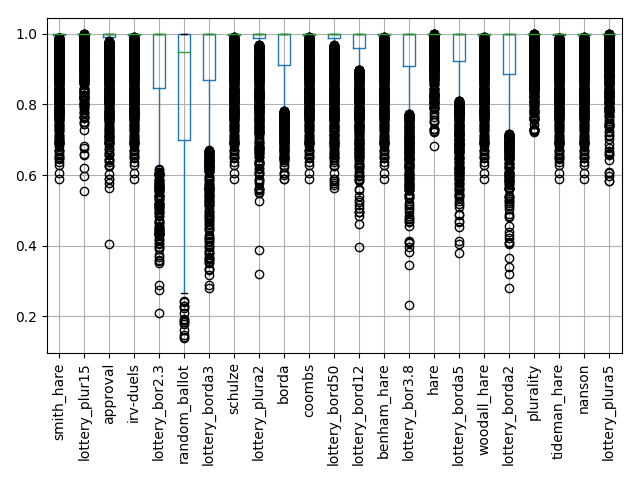 1.0
0.8
0.6
0.4
0.2
smith_hare
lottery_plur15
approval
irv-duels
lottery_bor2.3
random_ballot
lottery_borda3
schulze
lottery_plura2
borda
coombs
lottery_bord50
lottery_bord12
benham_hare
lottery_bor3.8
hare
lottery_borda5
woodall_hare
lottery_borda2
plurality
tideman_hare
nanson
lottery_plura5